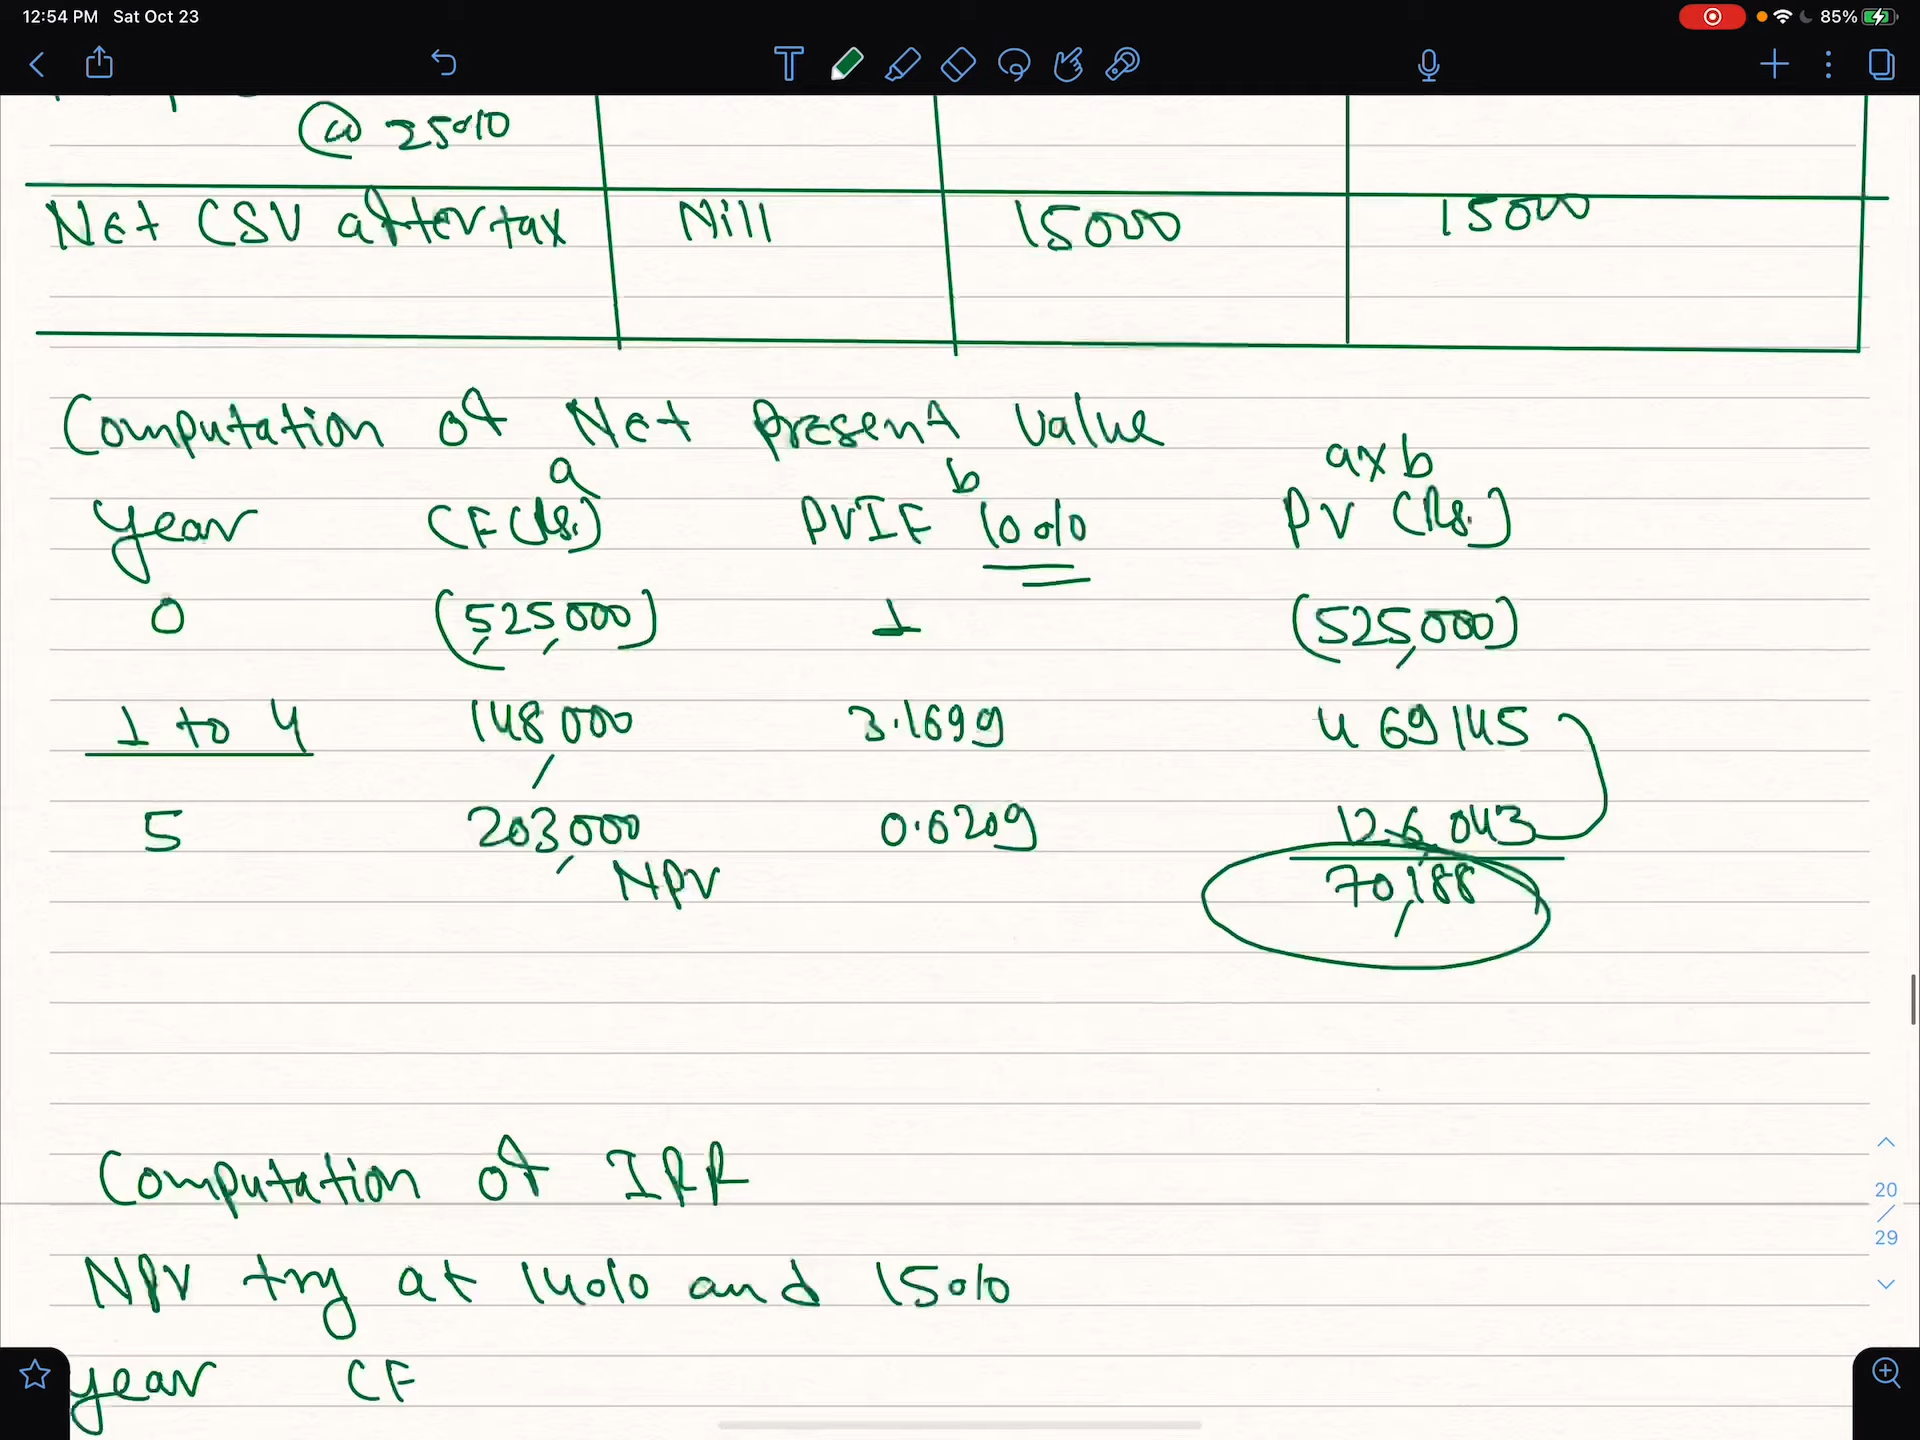 12:54 PM Sat Oct 23 85%
@ 25%
Net CSV after tax Nill 15000 15000
Computation of Net Present Value
a b axb
year CF (Rs.) PVIF 10% PV (Rs.)
0 (525,000) 1 (525,000)
1 to 4 148,000 3.1699 469145
5 203,000 0.6209 126,043
NPV 70,188
Computation of IRR
20
/
29
NPV try at 14% and 15%
year CF